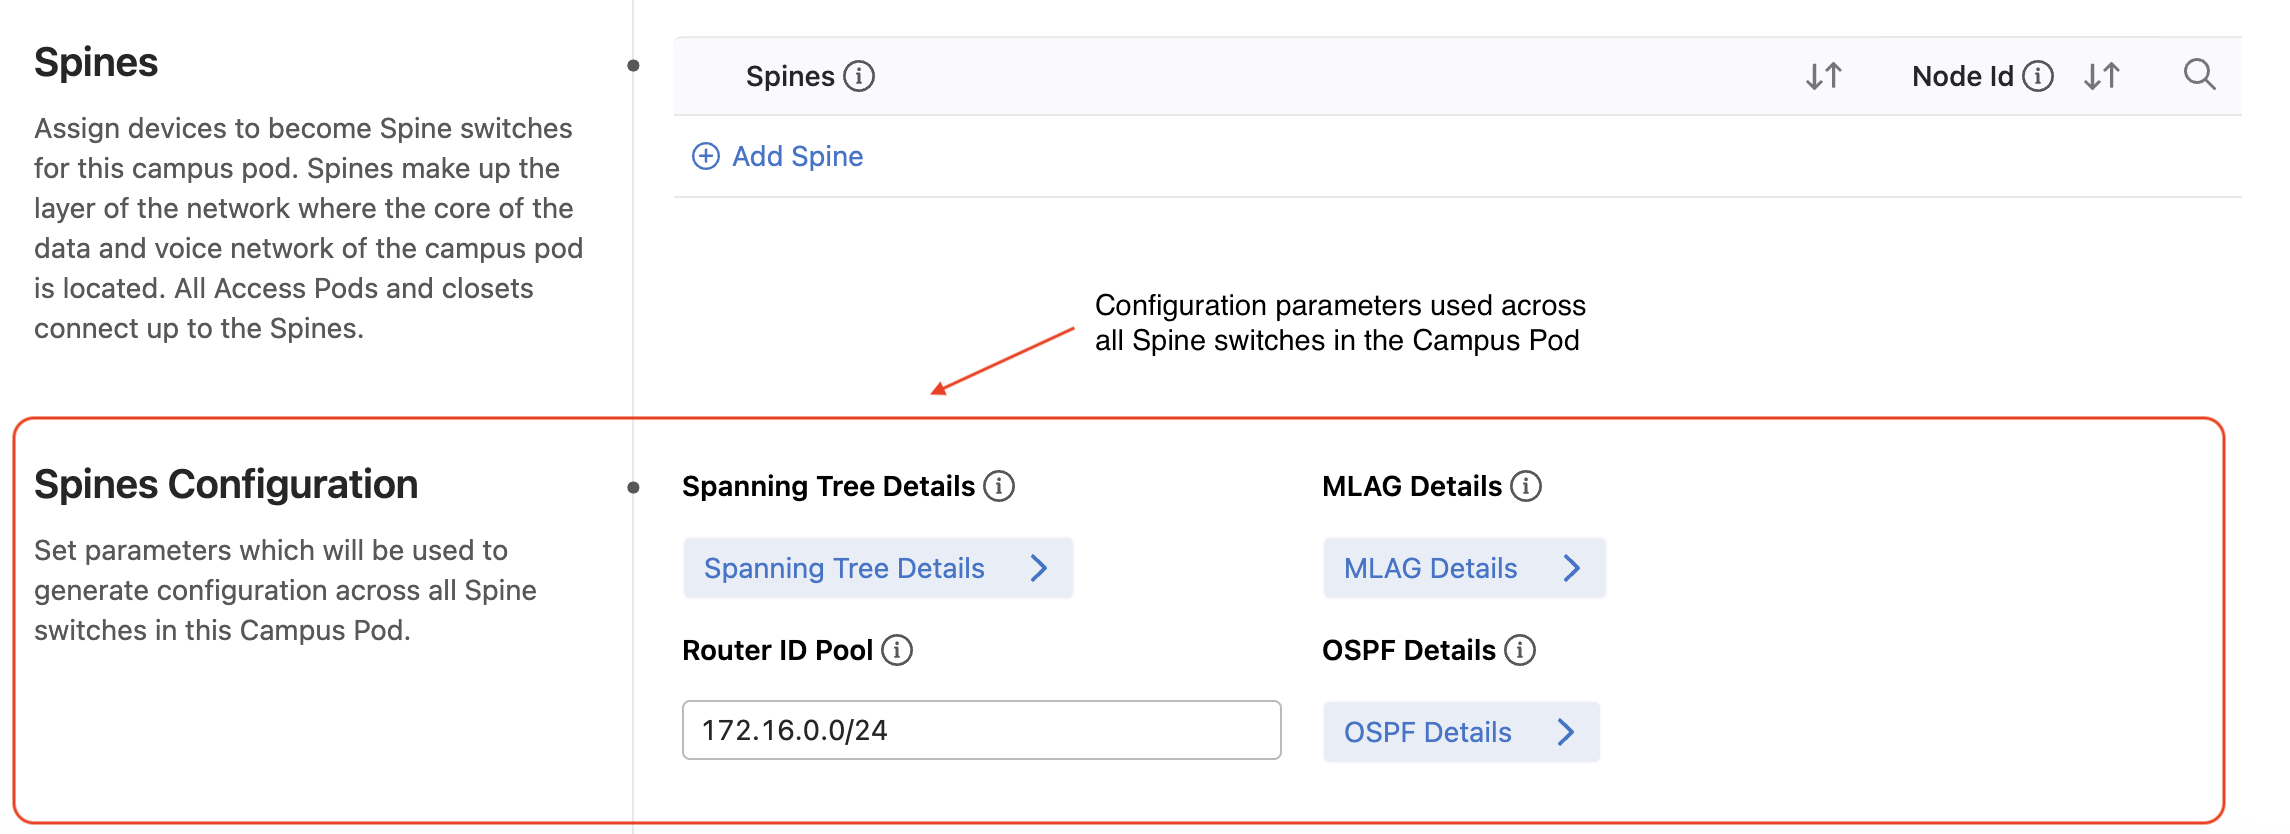 Spines
Assign devices to become Spine switches
for this campus pod. Spines make up the
layer of the network where the core of the
data and voice network of the campus pod
is located. All Access Pods and closets
connect up to the Spines.
Spines
Node Id
Add Spine
Configuration parameters used across
all Spine switches in the Campus Pod
Spines Configuration
Set parameters which will be used to
generate configuration across all Spine
switches in this Campus Pod.
Spanning Tree Details
MLAG Details
Spanning Tree Details
MLAG Details
Router ID Pool
OSPF Details
172.16.0.0/24
OSPF Details